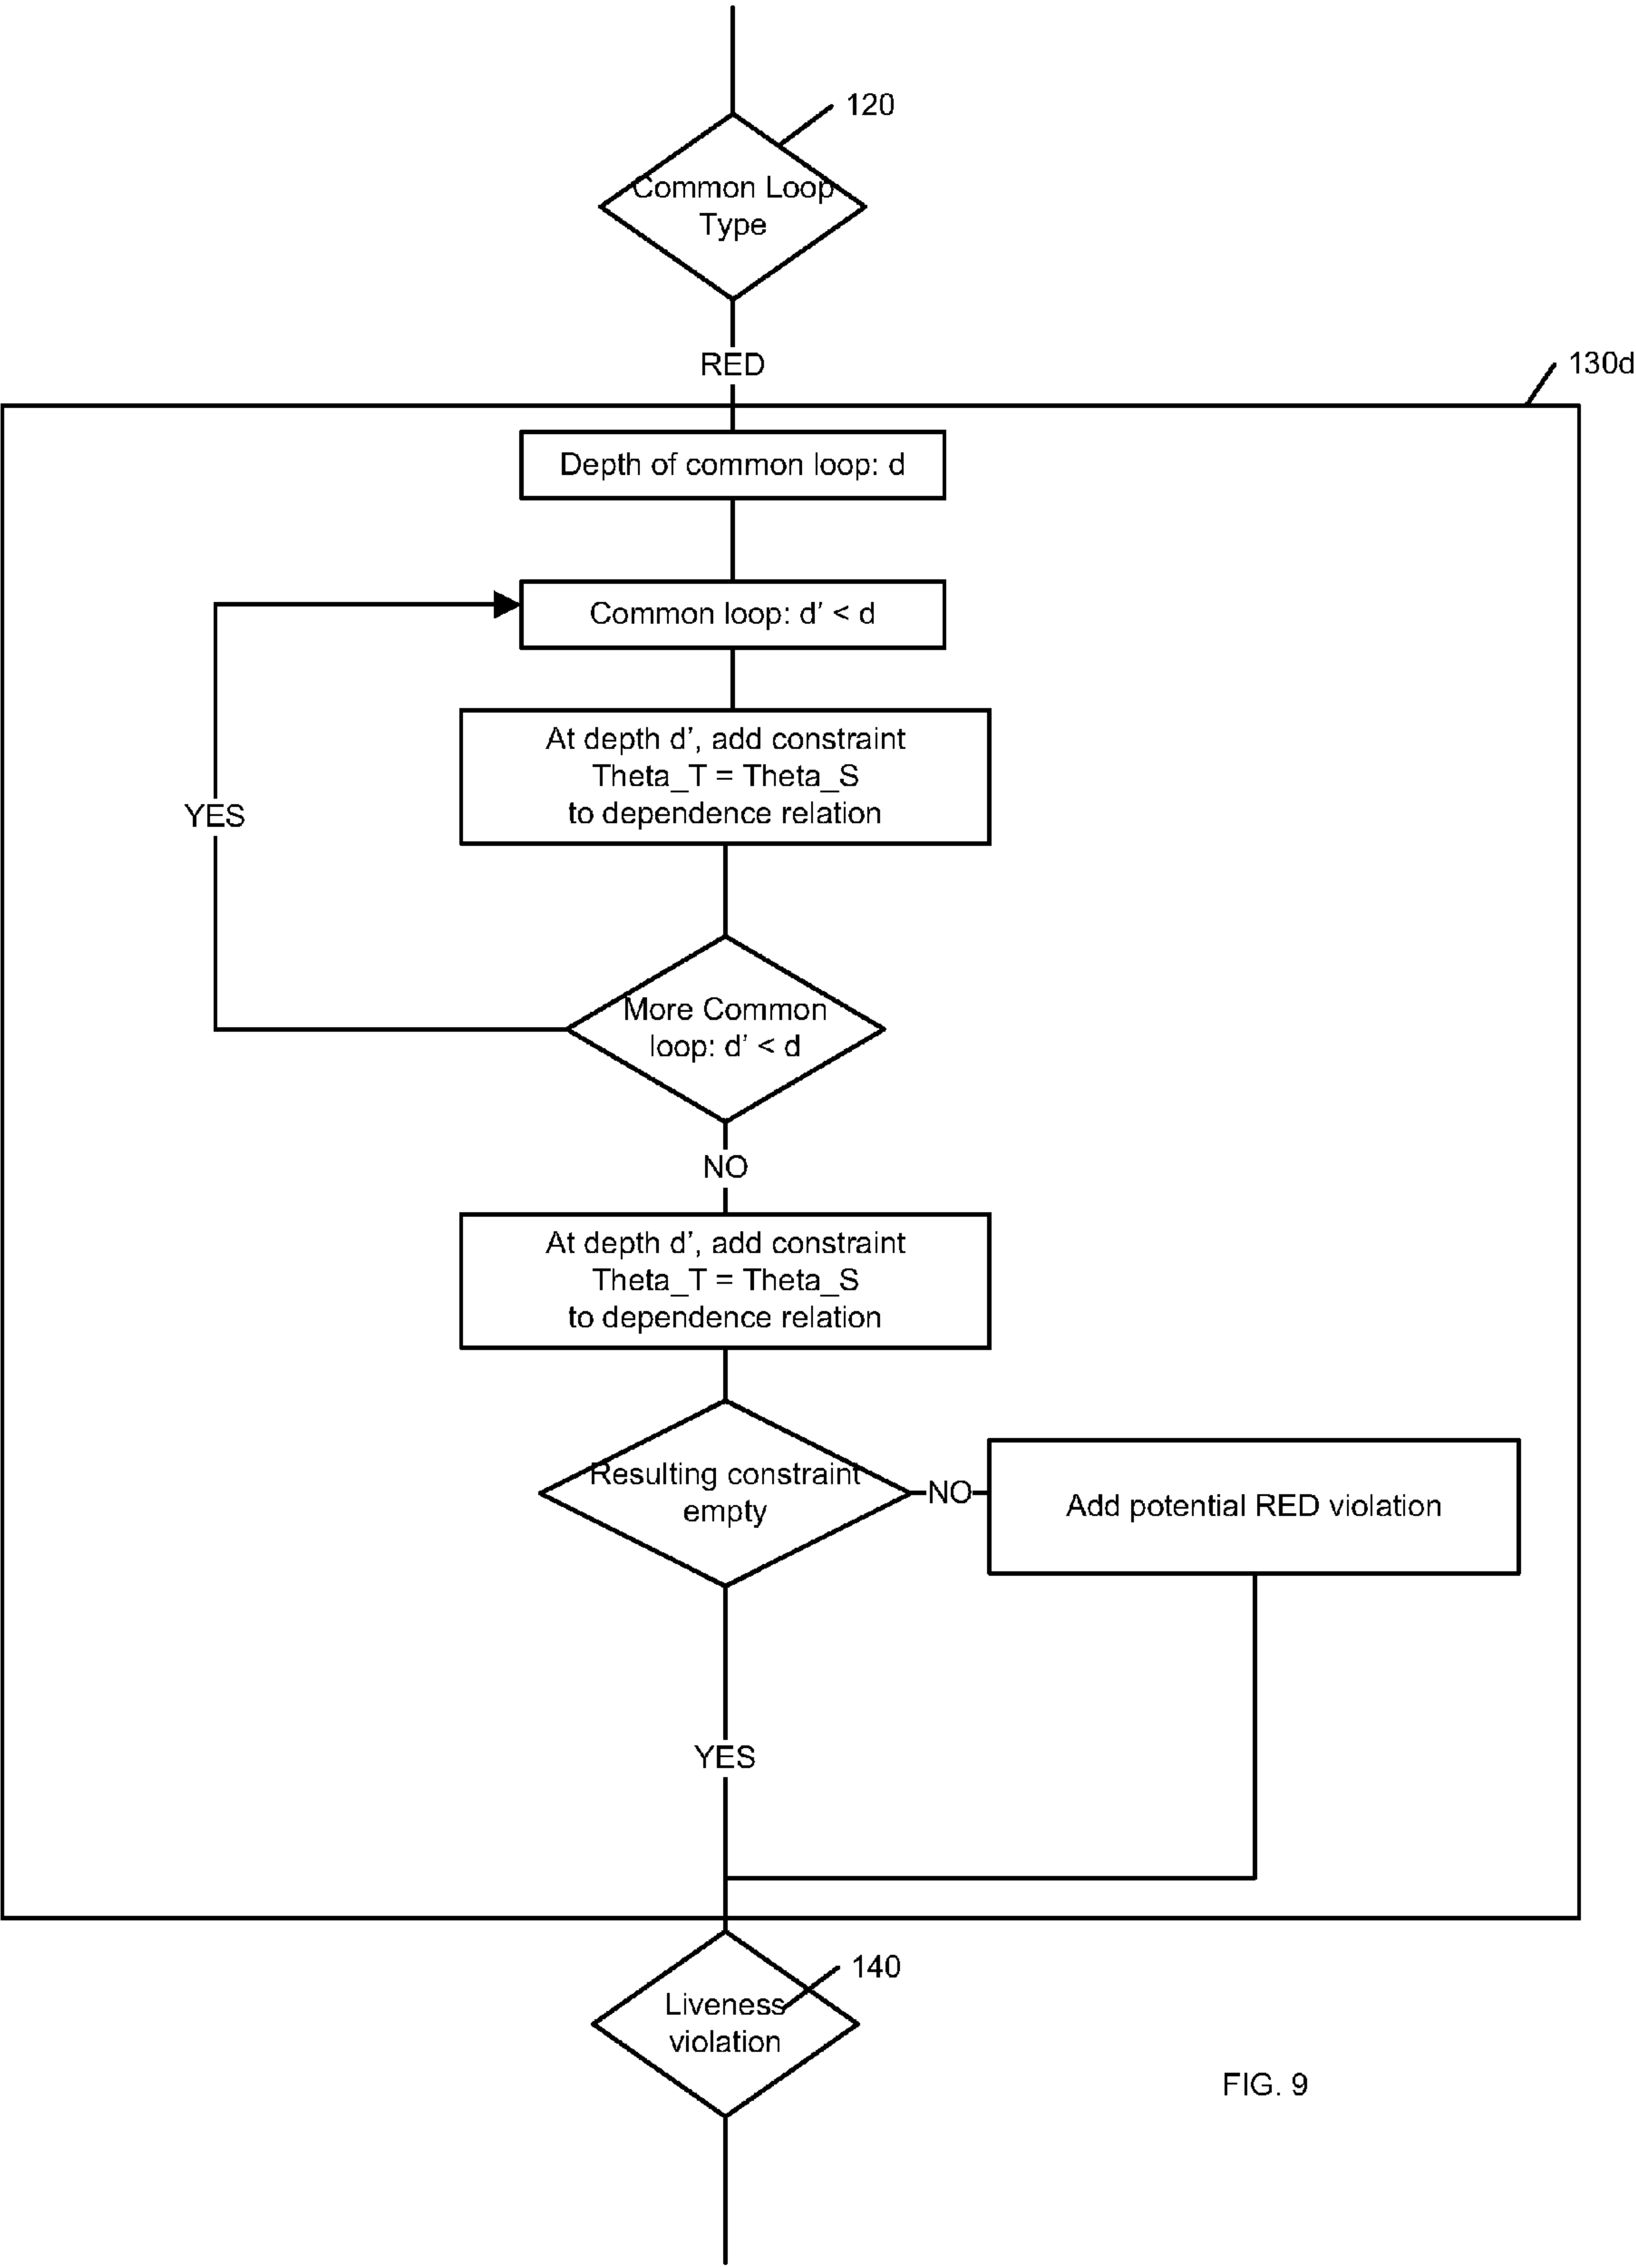 120
Common Loop
Type
RED
130d
Depth of common loop: d
Common loop: d' < d
At depth d', add constraint
Theta_T = Theta_S
to dependence relation
YES
More Common
loop: d' < d
NO
At depth d', add constraint
Theta_T = Theta_S
to dependence relation
Resulting constraint
empty
NO
Add potential RED violation
YES
140
Liveness
violation
FIG. 9